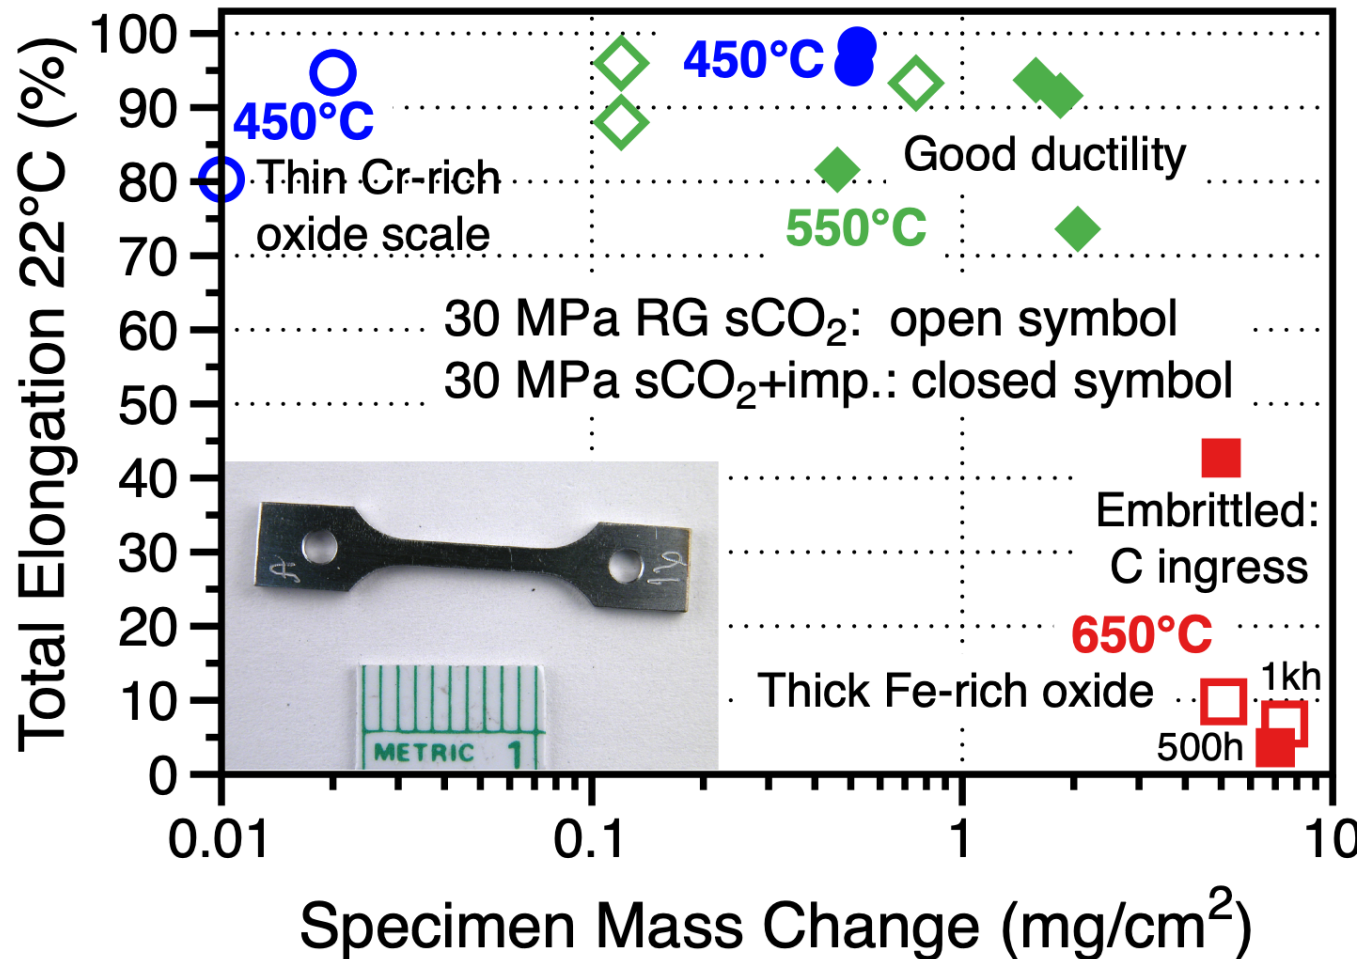 Total Elongation 22°C (%)
100
90
80
70
60
50
40
30
20
10
0
450°C
450°C
Thin Cr-rich
oxide scale
Good ductility
550°C
30 MPa RG sCO₂: open symbol
30 MPa sCO₂+imp.: closed symbol
Embrittled:
C ingress
650°C
Thick Fe-rich oxide
1kh
500h
METRIC 1
0.01
0.1
1
10
Specimen Mass Change (mg/cm²)